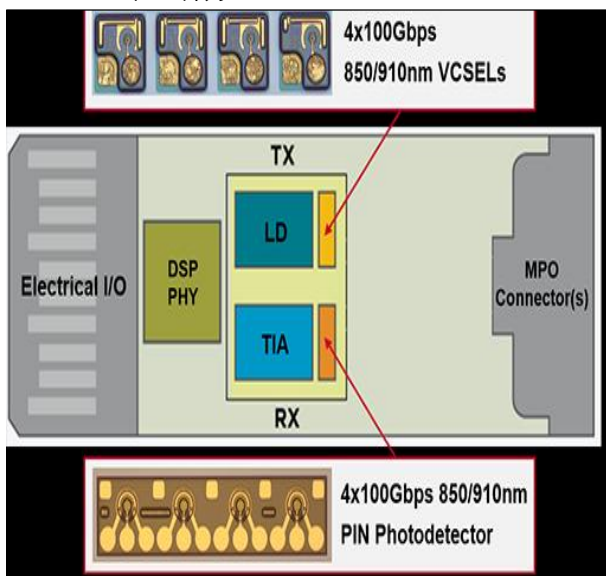 4x100Gbps
850/910nm VCSELs
TX
LD
DSP
PHY
Electrical I/O
MPO
Connector(s)
TIA
RX
4x100Gbps 850/910nm
PIN Photodetector